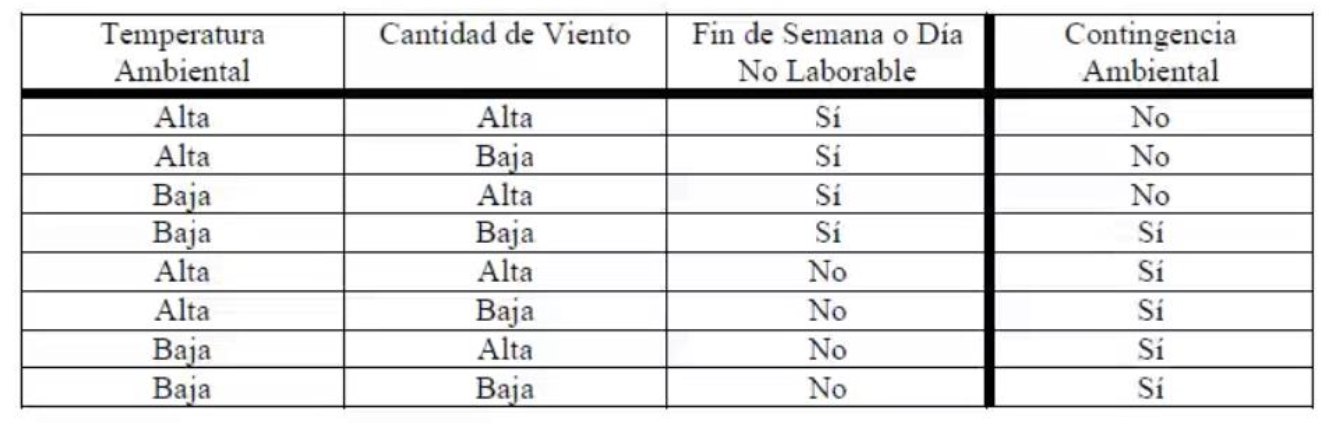 Temperatura Ambiental | Cantidad de Viento | Fin de Semana o Día No Laborable | Contingencia Ambiental
Alta | Alta | Sí | No
Alta | Baja | Sí | No
Baja | Alta | Sí | No
Baja | Baja | Sí | Sí
Alta | Alta | No | Sí
Alta | Baja | No | Sí
Baja | Alta | No | Sí
Baja | Baja | No | Sí